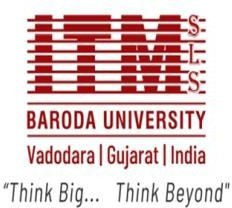 ITM SLS
BARODA UNIVERSITY
Vadodara | Gujarat | India
“Think Big... Think Beyond"